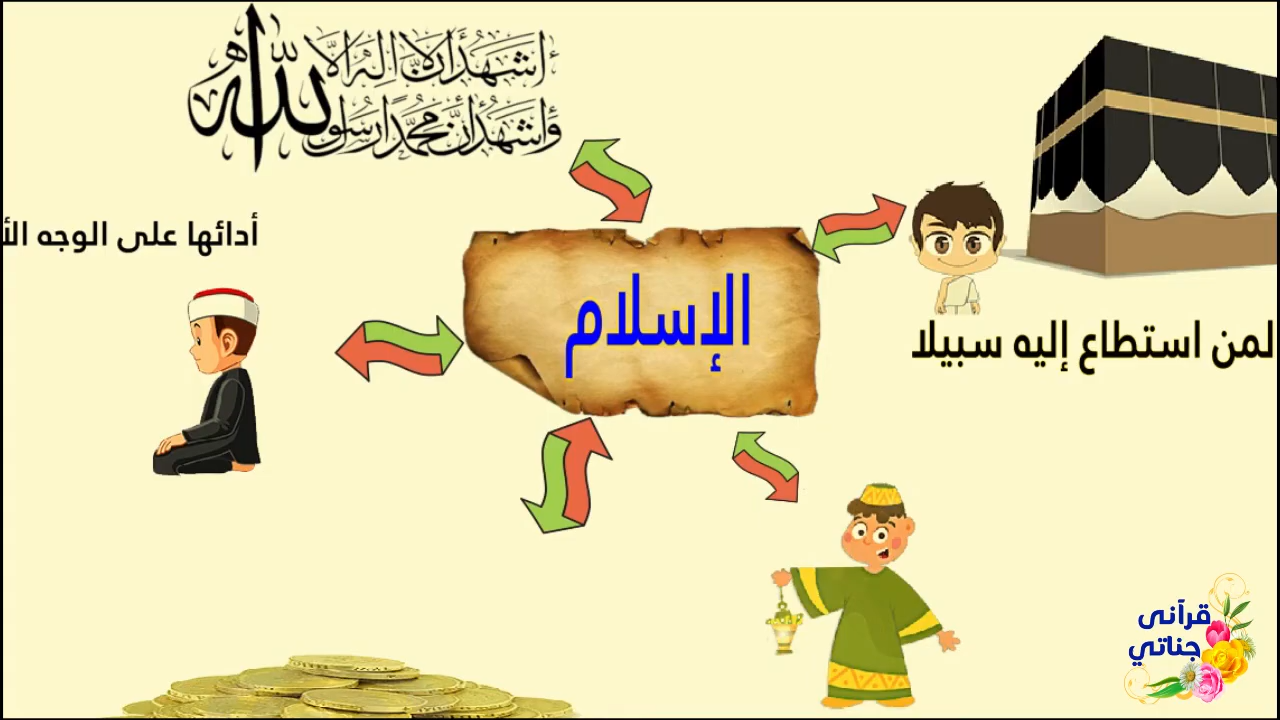 أشهد أن لا إله إلا الله
وأشهد أن محمدا رسول الله
أدائها على الوجه
الإسلام
لمن استطاع إليه سبيلا
قرآنى
جناتي